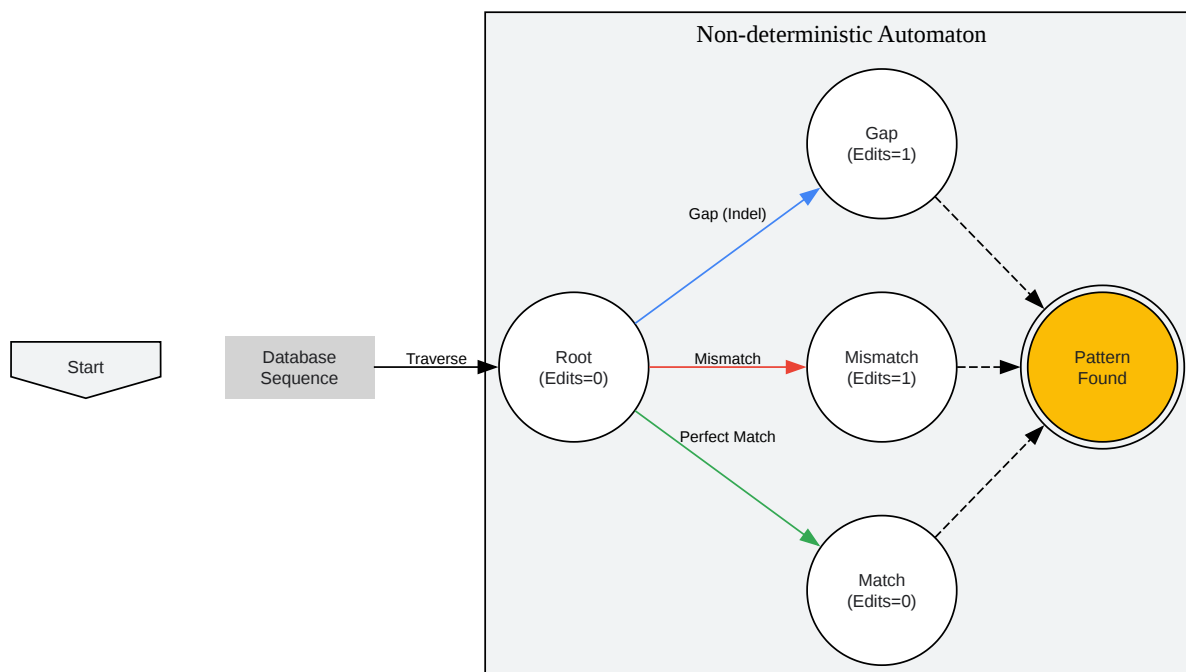 Non-deterministic Automaton
Gap
(Edits=1)
Gap (Indel)
Start
Database
Sequence
Traverse
Root
(Edits=0)
Mismatch
Mismatch
(Edits=1)
Pattern
Found
Perfect Match
Match
(Edits=0)